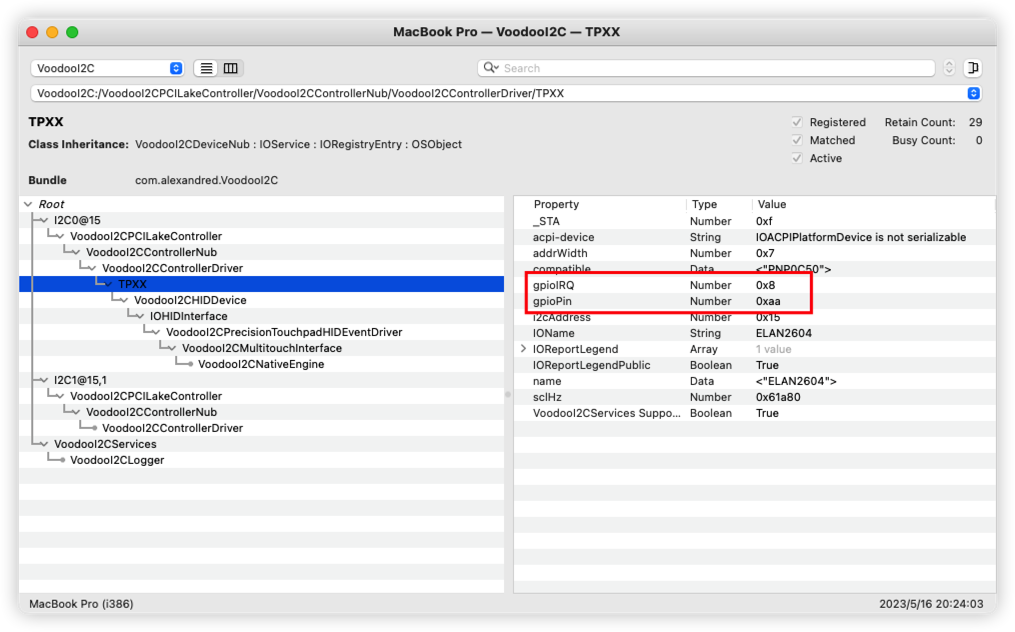 MacBook Pro — VoodooI2C — TPXX
VoodooI2C
Search
VoodooI2C:/VoodooI2CPCILakeController/VoodooI2CControllerNub/VoodooI2CControllerDriver/TPXX
TPXX
Registered Retain Count: 29
Class Inheritance: VoodooI2CDeviceNub : IOService : IORegistryEntry : OSObject
Matched Busy Count: 0
Active
Bundle com.alexandred.VoodooI2C
Root
I2C0@15
VoodooI2CPCILakeController
VoodooI2CControllerNub
VoodooI2CControllerDriver
TPXX
VoodooI2CHIDDevice
IOHIDInterface
VoodooI2CPrecisionTouchpadHIDEventDriver
VoodooI2CMultitouchInterface
VoodooI2CNativeEngine
I2C1@15,1
VoodooI2CPCILakeController
VoodooI2CControllerNub
VoodooI2CControllerDriver
VoodooI2CServices
VoodooI2CLogger
Property Type Value
_STA Number 0xf
acpi-device String IOACPIPlatformDevice is not serializable
addrWidth Number 0x7
compatible Data <"PNP0C50">
gpioIRQ Number 0x8
gpioPin Number 0xaa
i2cAddress Number 0x15
IOName String ELAN2604
IOReportLegend Array 1 value
IOReportLegendPublic Boolean True
name Data <"ELAN2604">
sclHz Number 0x61a80
VoodooI2CServices Suppo... Boolean True
MacBook Pro (i386)
2023/5/16 20:24:03